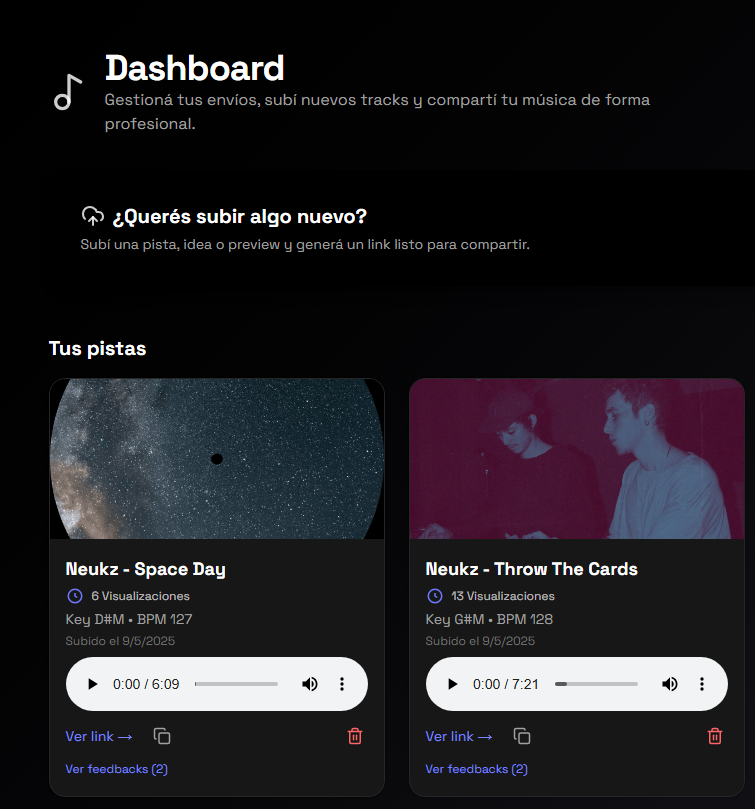 Dashboard
Gestioná tus envíos, subí nuevos tracks y compartí tu música de forma
profesional.
¿Querés subir algo nuevo?
Subí una pista, idea o preview y generá un link listo para compartir.
Tus pistas
Neukz - Space Day
6 Visualizaciones
Key D#M • BPM 127
Subido el 9/5/2025
0:00 / 6:09
Ver link →
Ver feedbacks (2)
Neukz - Throw The Cards
13 Visualizaciones
Key G#M • BPM 128
Subido el 9/5/2025
0:00 / 7:21
Ver link →
Ver feedbacks (2)